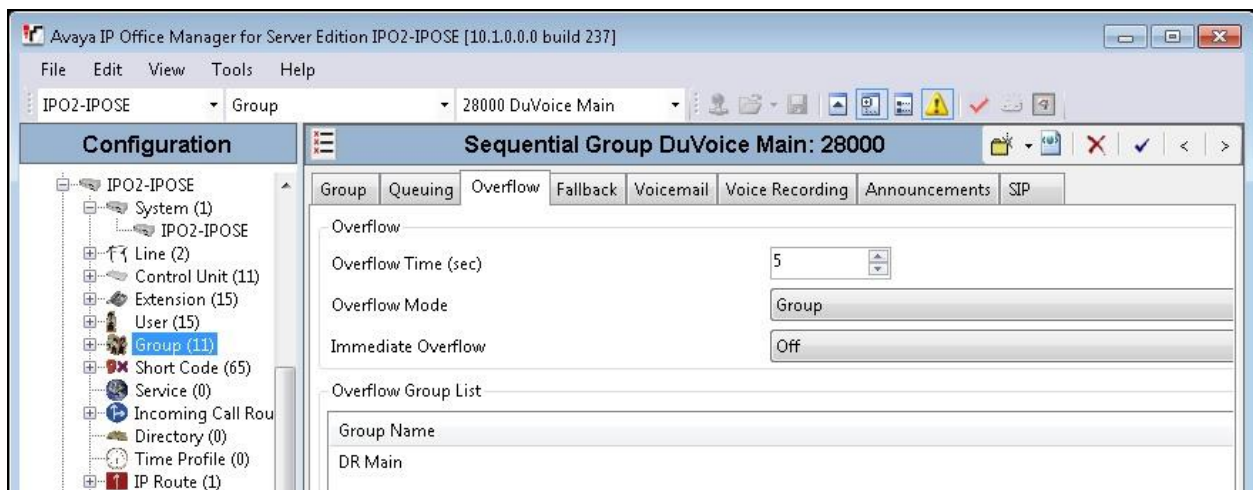 Avaya IP Office Manager for Server Edition IPO2-IPOSE [10.1.0.0.0 build 237]
File Edit View Tools Help
IPO2-IPOSE Group 28000 DuVoice Main
Configuration
IPO2-IPOSE
System (1)
IPO2-IPOSE
Line (2)
Control Unit (11)
Extension (15)
User (15)
Group (11)
Short Code (65)
Service (0)
Incoming Call Rou
Directory (0)
Time Profile (0)
IP Route (1)
Sequential Group DuVoice Main: 28000
Group Queuing Overflow Fallback Voicemail Voice Recording Announcements SIP
Overflow
Overflow Time (sec) 5
Overflow Mode Group
Immediate Overflow Off
Overflow Group List
Group Name
DR Main